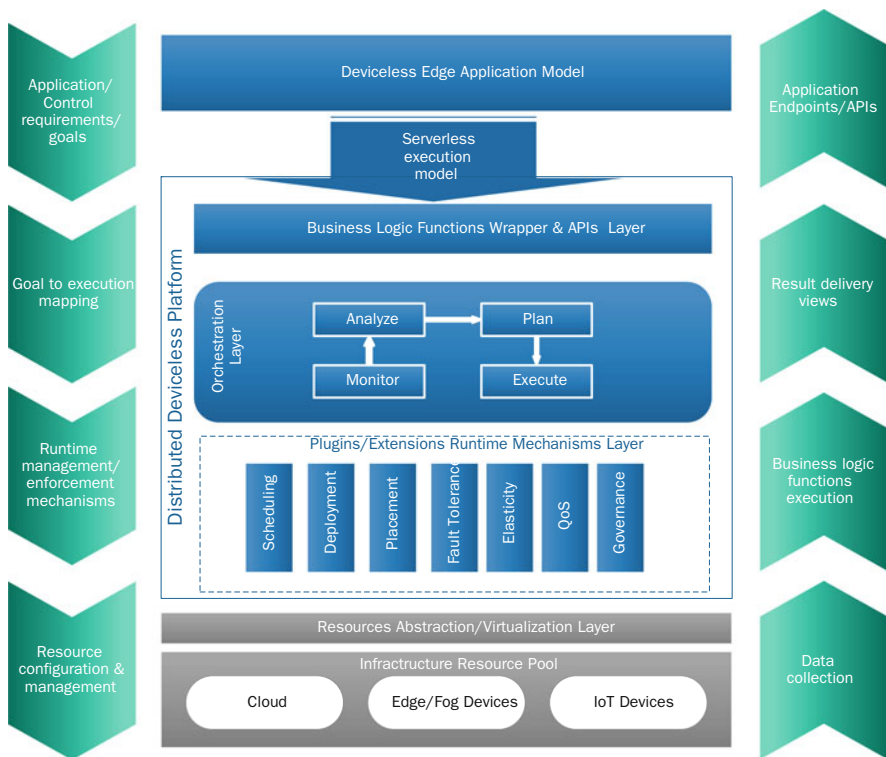 Application/
Control
requirements/
goals
Goal to execution
mapping
Runtime
management/
enforcement
mechanisms
Resource
configuration &
management
Deviceless Edge Application Model
Serverless
execution
model
Distributed Deviceless Platform
Business Logic Functions Wrapper & APIs Layer
Orchestration
Layer
Analyze
Plan
Monitor
Execute
Plugins/Extensions Runtime Mechanisms Layer
Scheduling
Deployment
Placement
Fault Tolerance
Elasticity
QoS
Governance
Resources Abstraction/Virtualization Layer
Infractructure Resource Pool
Cloud
Edge/Fog Devices
IoT Devices
Application
Endpoints/APIs
Result delivery
views
Business logic
functions
execution
Data
collection